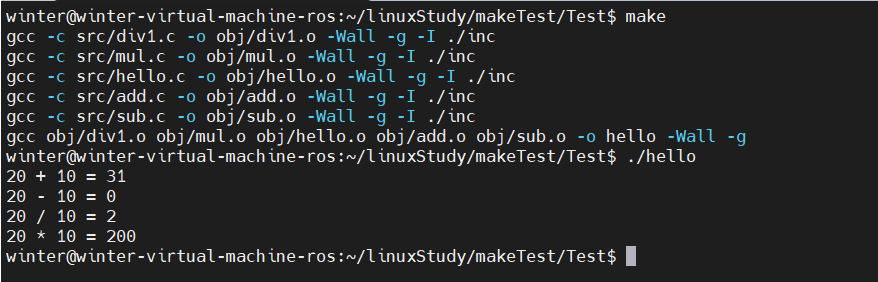 winter@winter-virtual-machine-ros:~/linuxStudy/makeTest/Test$ make
gcc -c src/div1.c -o obj/div1.o -Wall -g -I ./inc
gcc -c src/mul.c -o obj/mul.o -Wall -g -I ./inc
gcc -c src/hello.c -o obj/hello.o -Wall -g -I ./inc
gcc -c src/add.c -o obj/add.o -Wall -g -I ./inc
gcc -c src/sub.c -o obj/sub.o -Wall -g -I ./inc
gcc obj/div1.o obj/mul.o obj/hello.o obj/add.o obj/sub.o -o hello -Wall -g
winter@winter-virtual-machine-ros:~/linuxStudy/makeTest/Test$ ./hello
20 + 10 = 31
20 - 10 = 0
20 / 10 = 2
20 * 10 = 200
winter@winter-virtual-machine-ros:~/linuxStudy/makeTest/Test$